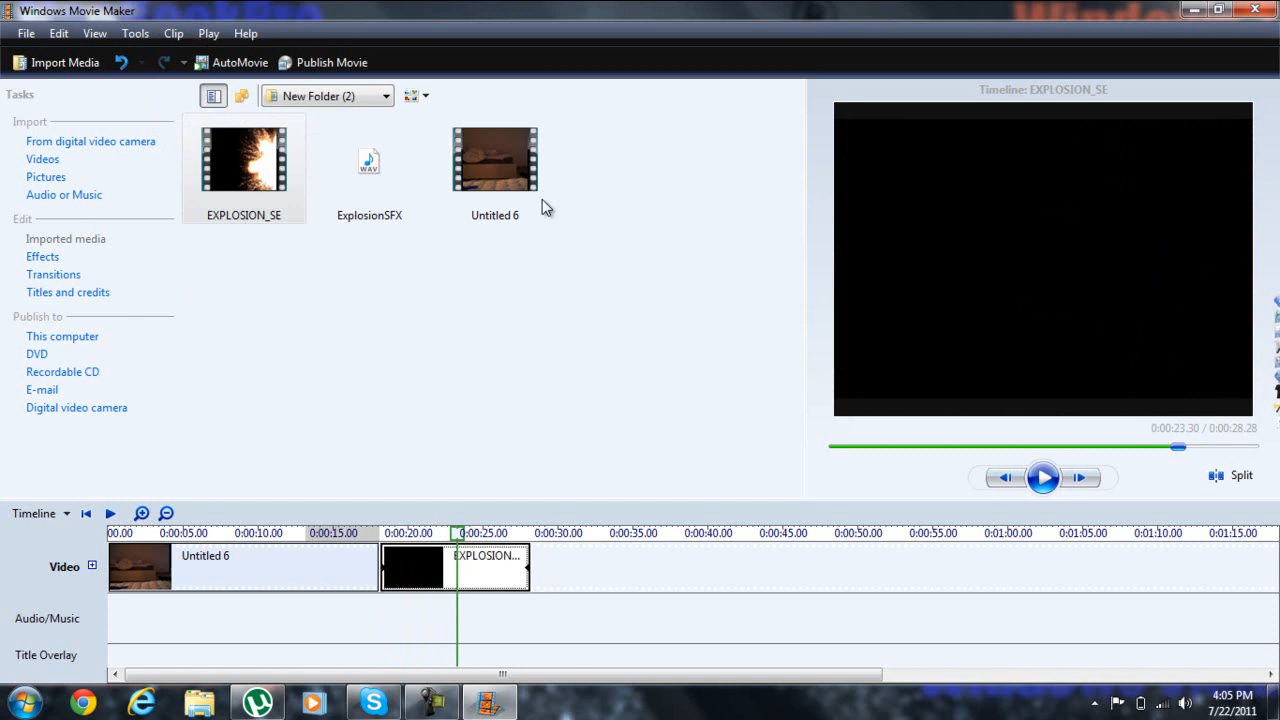 Windows Movie Maker
File Edit View Tools Clip Play Help
Import Media AutoMovie Publish Movie
Tasks
New Folder (2)
Import
From digital video camera
Videos
Pictures
Audio or Music
Edit
Imported media
Effects
Transitions
Titles and credits
Publish to
This computer
DVD
Recordable CD
E-mail
Digital video camera
EXPLOSION_SE
WAV
ExplosionSFX
Untitled 6
Timeline: EXPLOSION_SE
0:00:23.30 / 0:00:28.28
Split
Timeline
00.00 0:00:05.00 0:00:10.00 0:00:15.00 0:00:20.00 0:00:25.00 0:00:30.00 0:00:35.00 0:00:40.00 0:00:45.00 0:00:50.00 0:00:55.00 0:01:00.00 0:01:05.00 0:01:10.00 0:01:15.00
Video
Untitled 6
EXPLOSION...
Audio/Music
Title Overlay
4:05 PM
7/22/2011